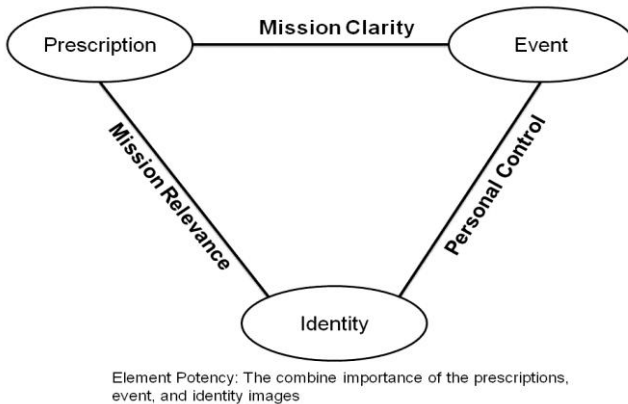 Mission Clarity
Prescription
Event
Mission Relevance
Personal Control
Identity
Element Potency: The combine importance of the prescriptions,
event, and identity images